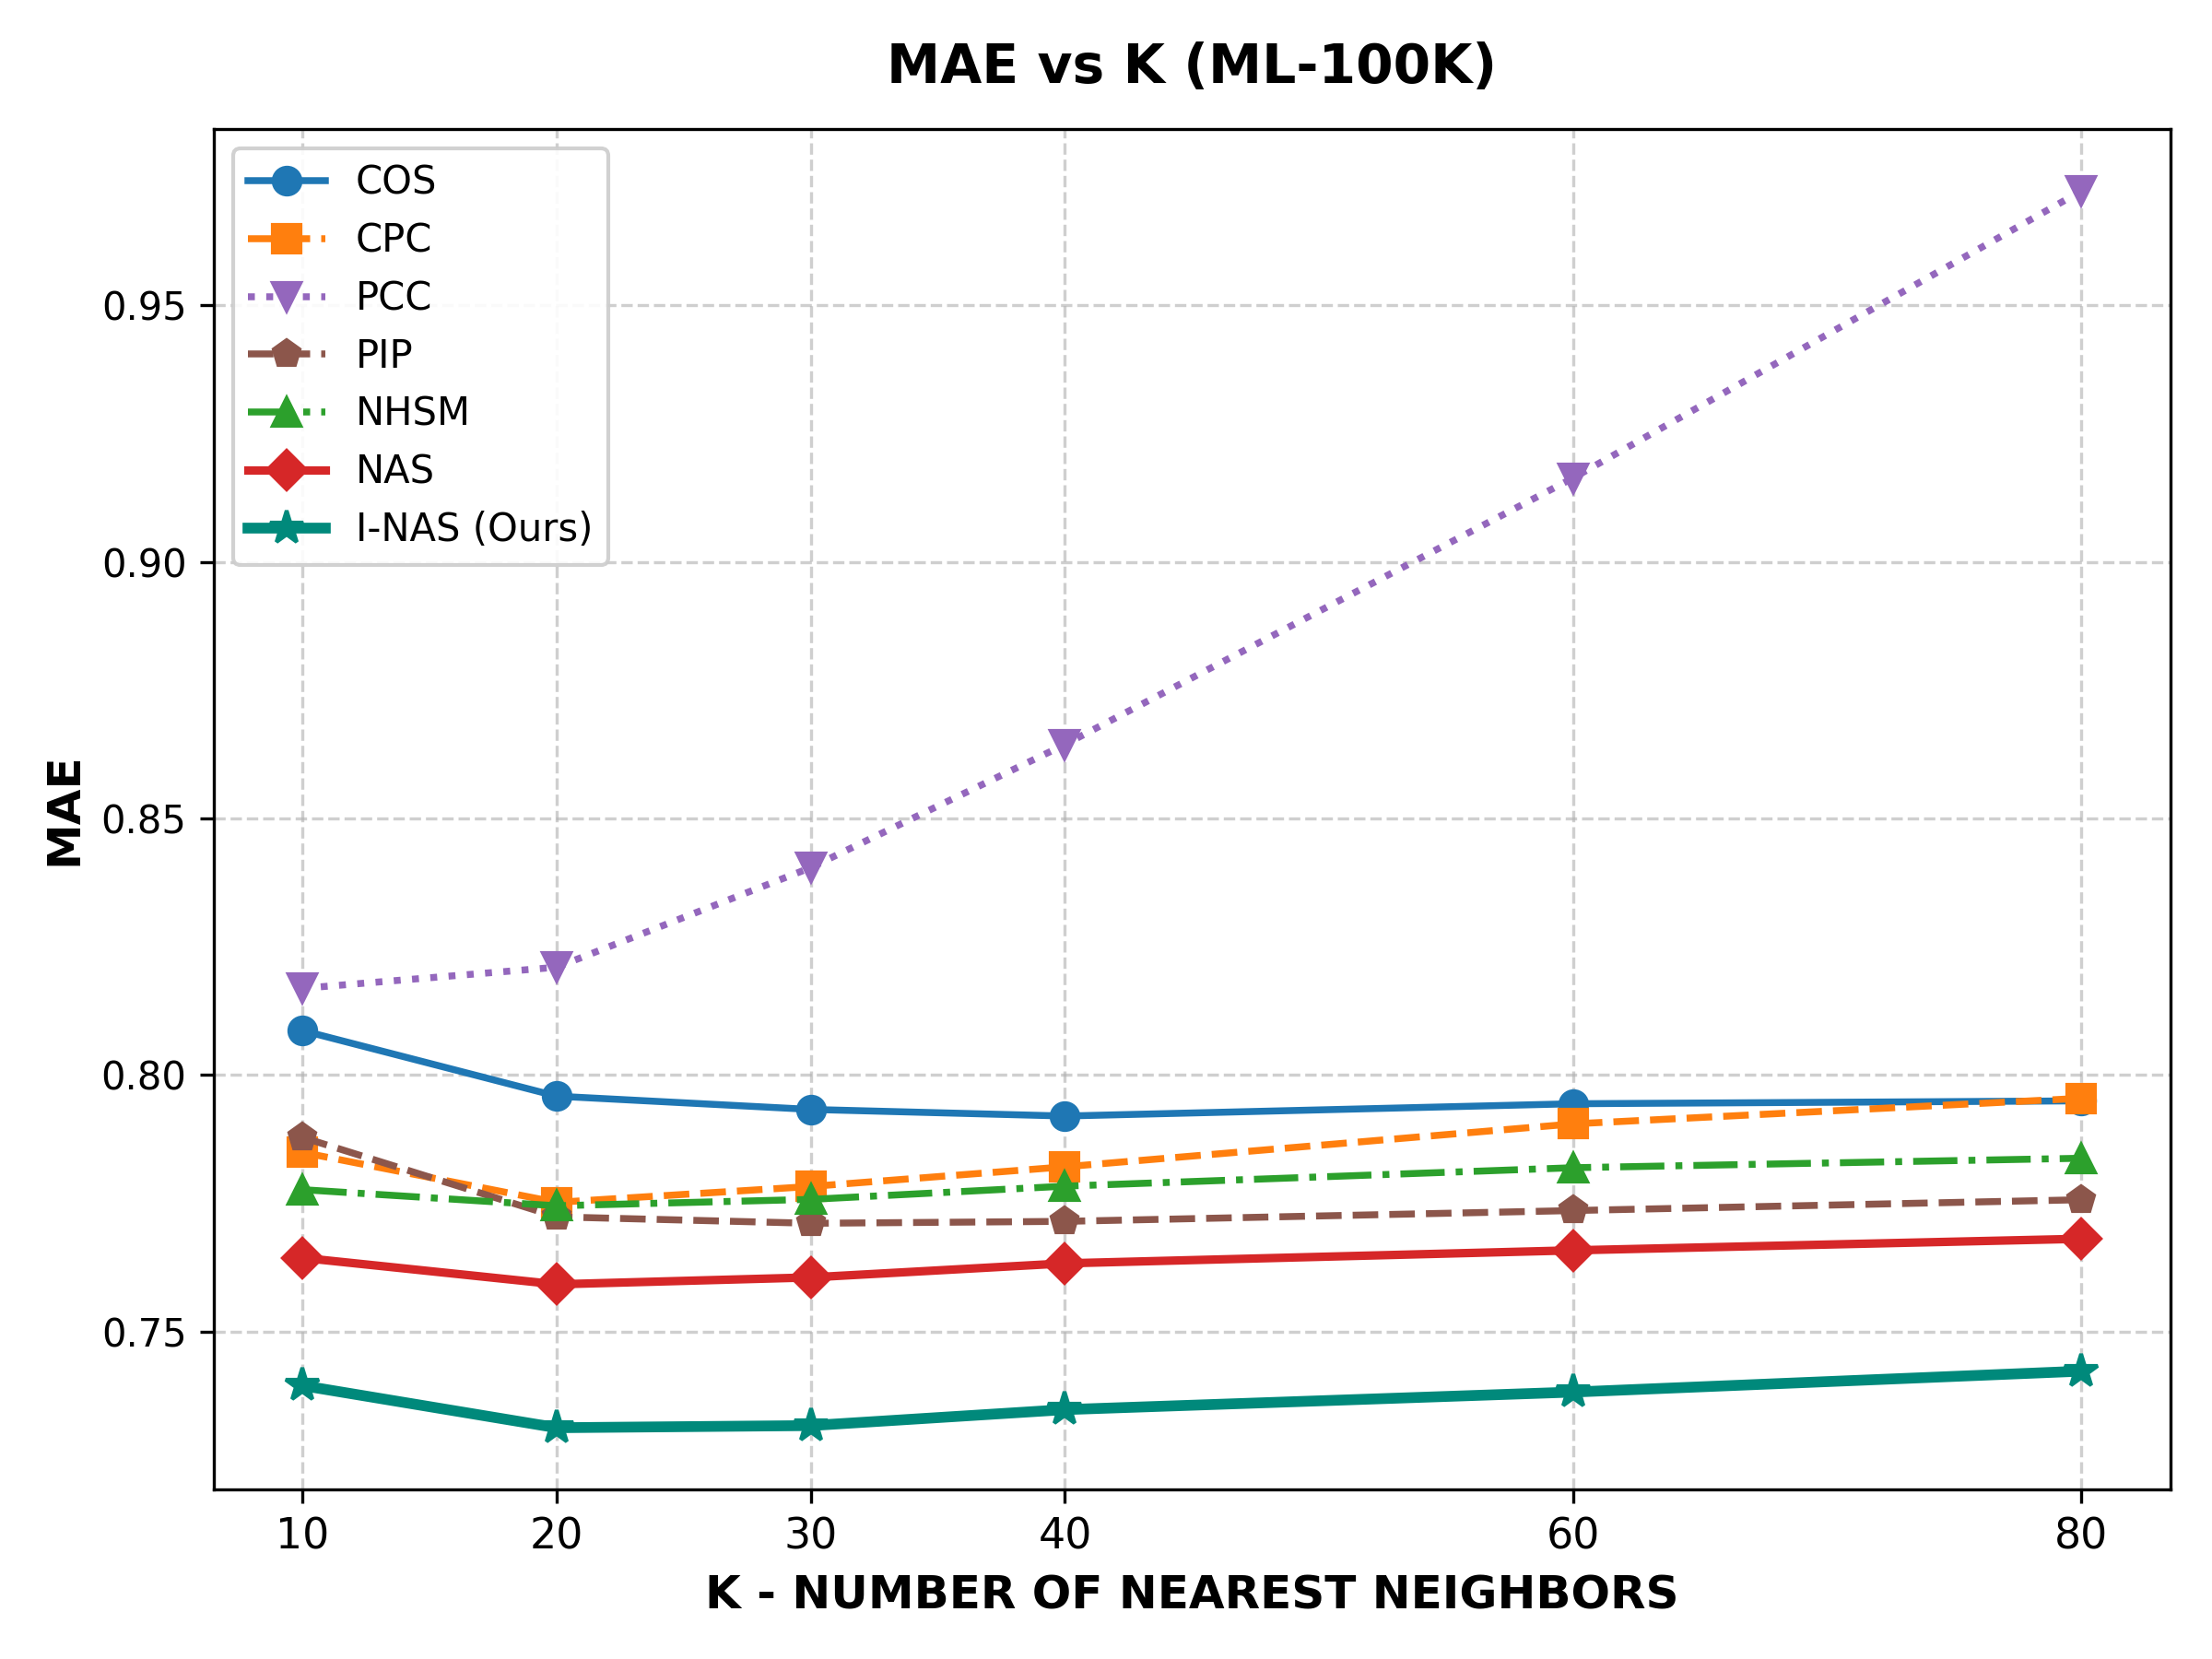 MAE vs K (ML-100K)
COS
CPC
PCC
PIP
NHSM
NAS
I-NAS (Ours)
MAE
0.95
0.90
0.85
0.80
0.75
10 20 30 40 60 80
K - NUMBER OF NEAREST NEIGHBORS